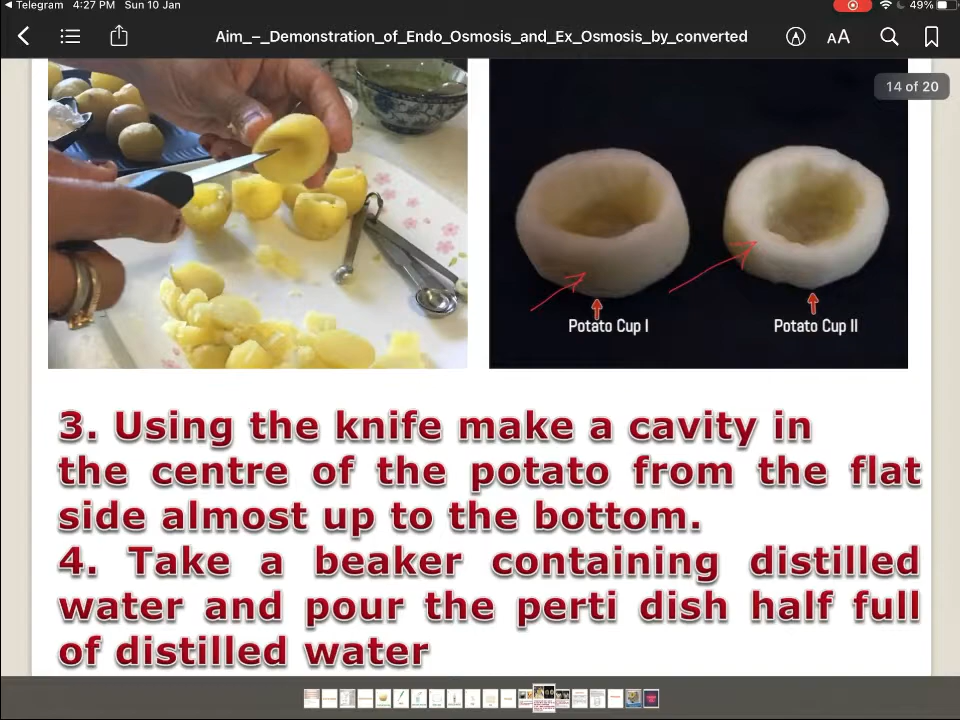 Telegram 4:27 PM Sun 10 Jan 49%
Aim_–_Demonstration_of_Endo_Osmosis_and_Ex_Osmosis_by_converted
AA
14 of 20
Potato Cup I Potato Cup II
3. Using the knife make a cavity in
the centre of the potato from the flat
side almost up to the bottom.
4. Take a beaker containing distilled
water and pour the perti dish half full
of distilled water